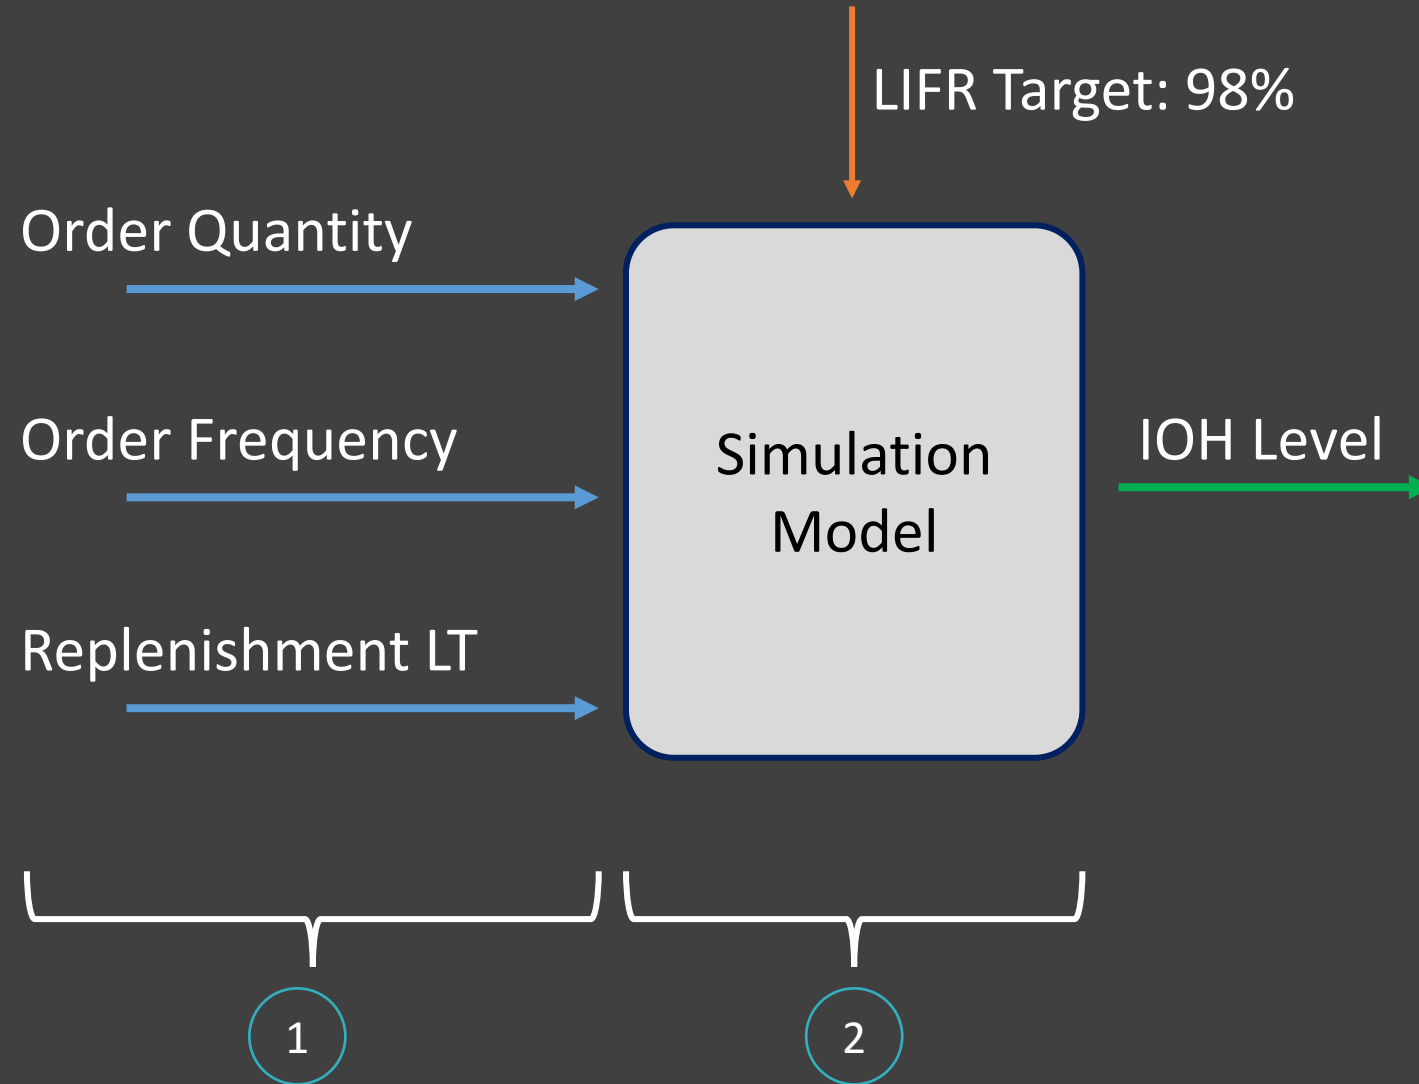 LIFR Target: 98%
Order Quantity
Order Frequency
Replenishment LT
Simulation
Model
IOH Level
1
2